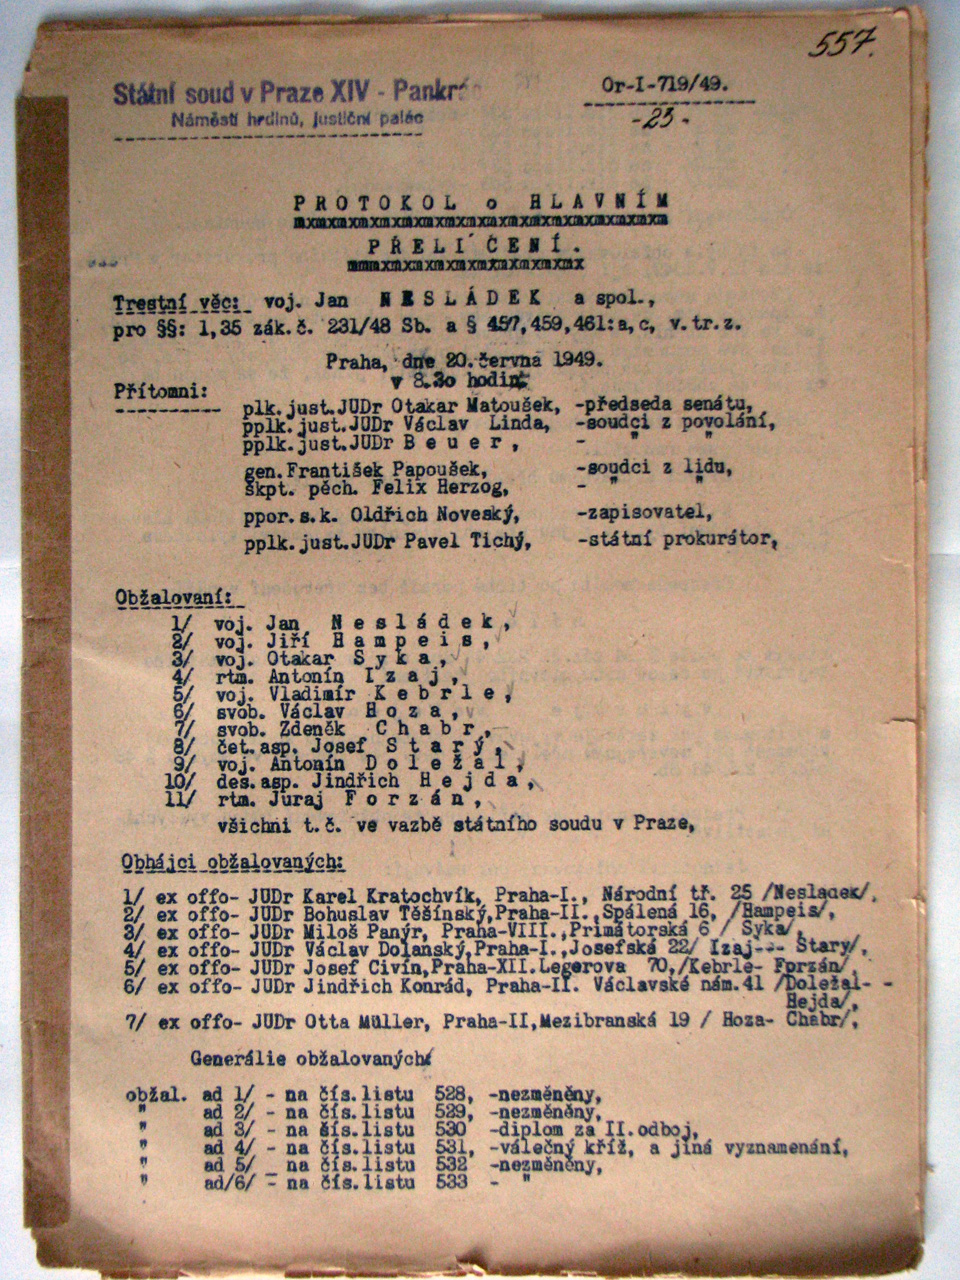 557.
Státní soud v Praze XIV - Pankrác
Náměstí hrdinů, justiční palác
Or-I-719/49.
-23-
PROTOKOL o HLAVNÍM
PŘELÍČENÍ.
Trestní věc: voj. Jan NESLÁDEK a spol.,
pro §§: 1,35 zák.č. 231/48 Sb. a § 457,459,461:a,c, v.tr.z.
Praha, dne 20.června 1949.
v 8.30 hodin
Přítomni:
plk.just.JUDr Otakar Matoušek, -předseda senátu,
pplk.just.JUDr Václav Linda, -soudci z povolání,
pplk.just.JUDr Beuer, - " "
gen.František Papoušek, -soudci z lidu,
škpt. pěch. Felix Herzog, - " "
ppor.s.k. Oldřich Noveský, -zapisovatel,
pplk.just.JUDr Pavel Tichý, -státní prokurátor,
Obžalovaní:
1/ voj. Jan Nesládek,
2/ voj. Jiří Hampeis,
3/ voj. Otakar Syka,
4/ rtm. Antonín Izaj,
5/ voj. Vladimír Kebrle,
6/ svob. Václav Hoza,
7/ svob. Zdeněk Chabr,
8/ čet.asp. Josef Starý,
9/ voj. Antonín Doležal,
10/ des.asp. Jindřich Hejda,
11/ rtm. Juraj Forzán,
všichni t.č. ve vazbě státního soudu v Praze,
Obhájci obžalovaných:
1/ ex offo- JUDr Karel Kratochvík, Praha-I., Národní tř. 25 /Nesladek/,
2/ ex offo- JUDr Bohuslav Těšínský,Praha-II.,Spálená 16, /Hampeis/,
3/ ex offo- JUDr Miloš Panýr, Praha-VIII.,Primátorská 6 / Syka/,
4/ ex offo- JUDr Václav Dolanský,Praha-I.,Josefská 22/ Izaj--- Stary/,
5/ ex offo- JUDr Josef Civín,Praha-XII.Legerova 70,/Kebrle- Forzán/,
6/ ex offo- JUDr Jindřich Konrád, Praha-II. Václavské nám.41 /Doležal- -
Hejda/,
7/ ex offo- JUDr Otta Müller, Praha-II,Mezibranská 19 / Hoza- Chabr/,
Generálie obžalovaných:
obžal. ad 1/ - na čís.listu 528, -nezměněny,
" ad 2/ - na čís.listu 529, -nezměněny,
" ad 3/ - na čís.listu 530 -diplom za II.odboj,
" ad 4/ - na čís.listu 531, -válečný kříž, a jiná vyznamenání,
" ad 5/ - na čís.listu 532 -nezměněny,
" ad/6/ - na čís.listu 533 - "